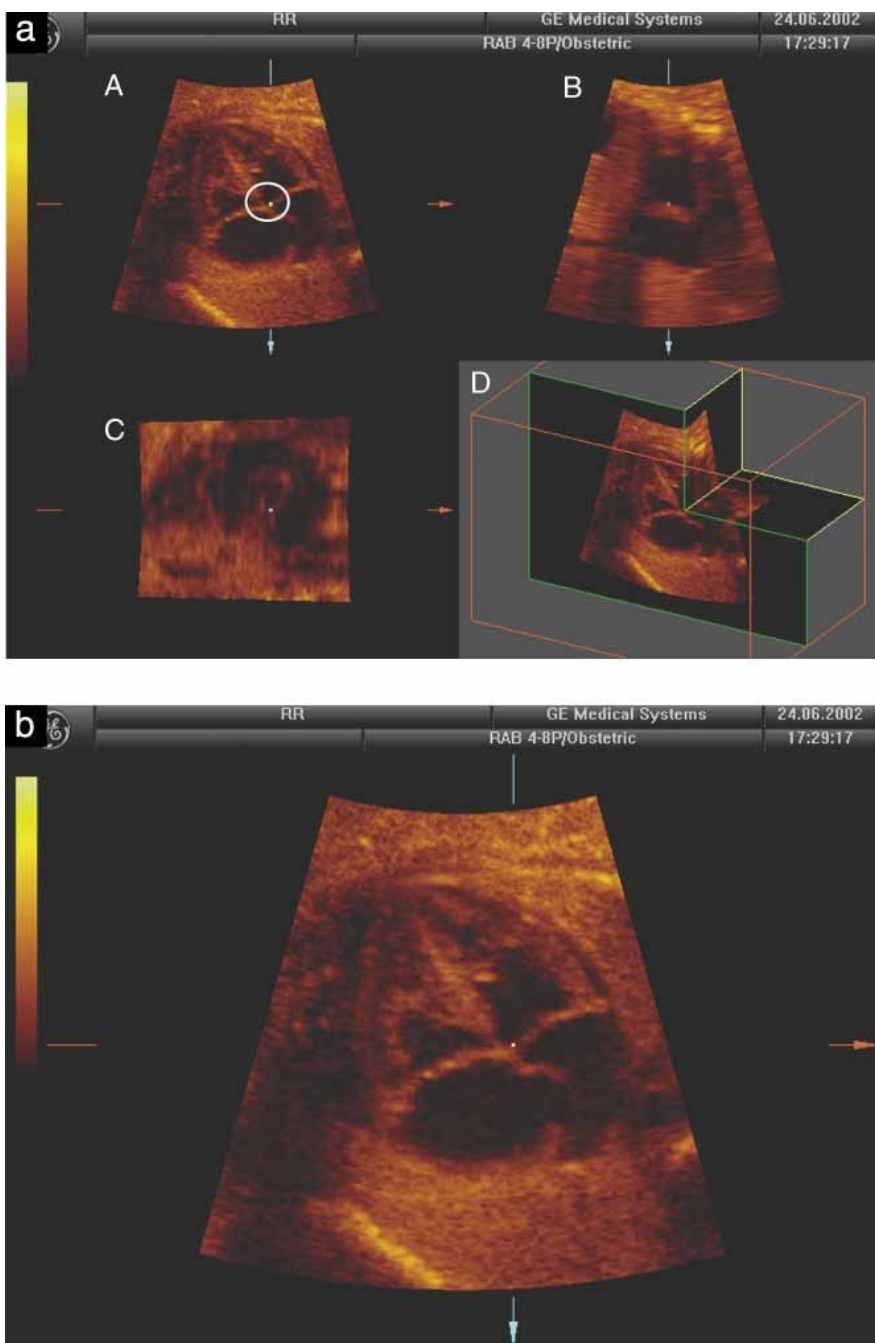 a
RR GE Medical Systems 24.06.2002
RAB 4-8P/Obstetric 17:29:17
A
B
C
D
b
GE
RR GE Medical Systems 24.06.2002
RAB 4-8P/Obstetric 17:29:17